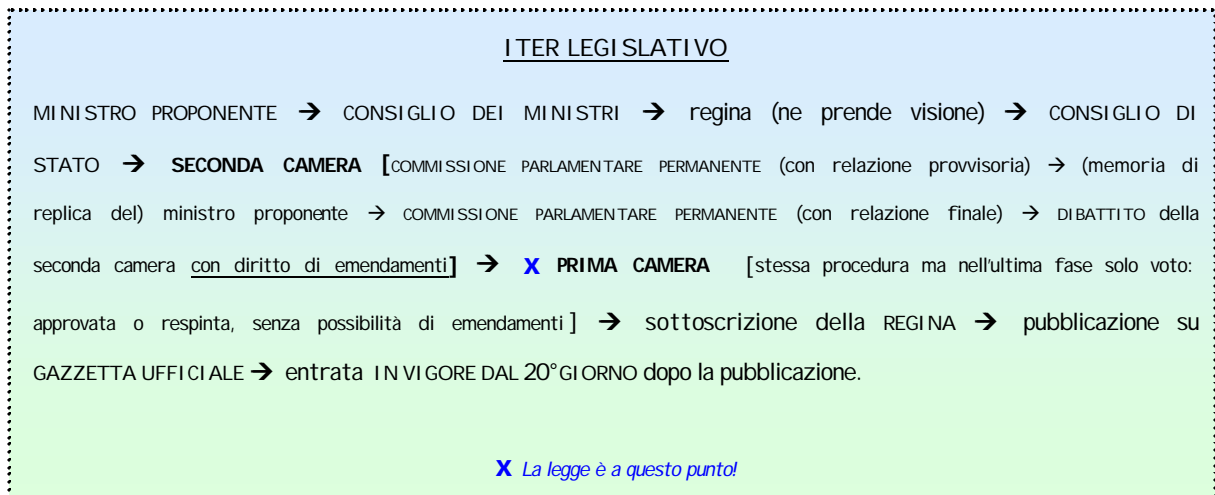 ITER LEGISLATIVO
MINISTRO PROPONENTE → CONSIGLIO DEI MINISTRI → regina (ne prende visione) → CONSIGLIO DI
STATO → SECONDA CAMERA [COMMISSIONE PARLAMENTARE PERMANENTE (con relazione provvisoria) → (memoria di
replica del) ministro proponente → COMMISSIONE PARLAMENTARE PERMANENTE (con relazione finale) → DIBATTITO della
seconda camera con diritto di emendamenti] → X PRIMA CAMERA [stessa procedura ma nell'ultima fase solo voto:
approvata o respinta, senza possibilità di emendamenti] → sottoscrizione della REGINA → pubblicazione su
GAZZETTA UFFICIALE → entrata IN VIGORE DAL 20°GIORNO dopo la pubblicazione.
X La legge è a questo punto!